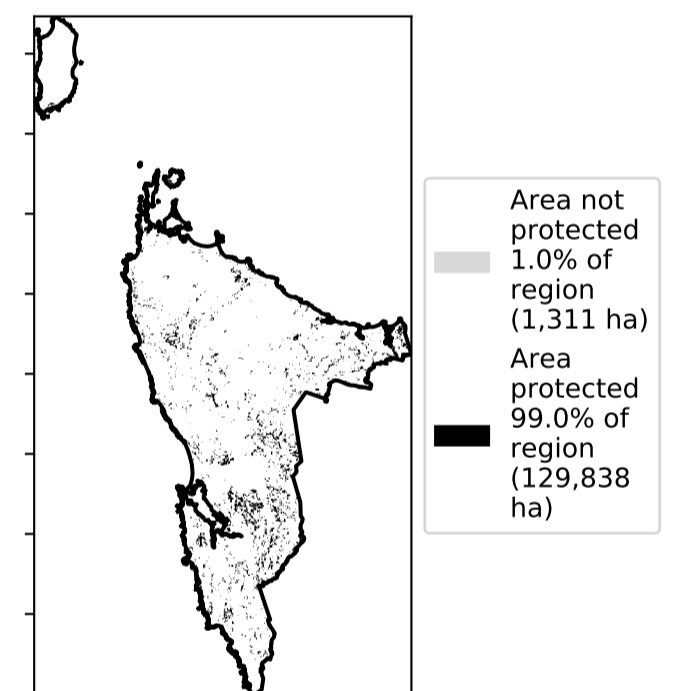 Area not
protected
1.0% of
region
(1,311 ha)
Area
protected
99.0% of
region
(129,838
ha)